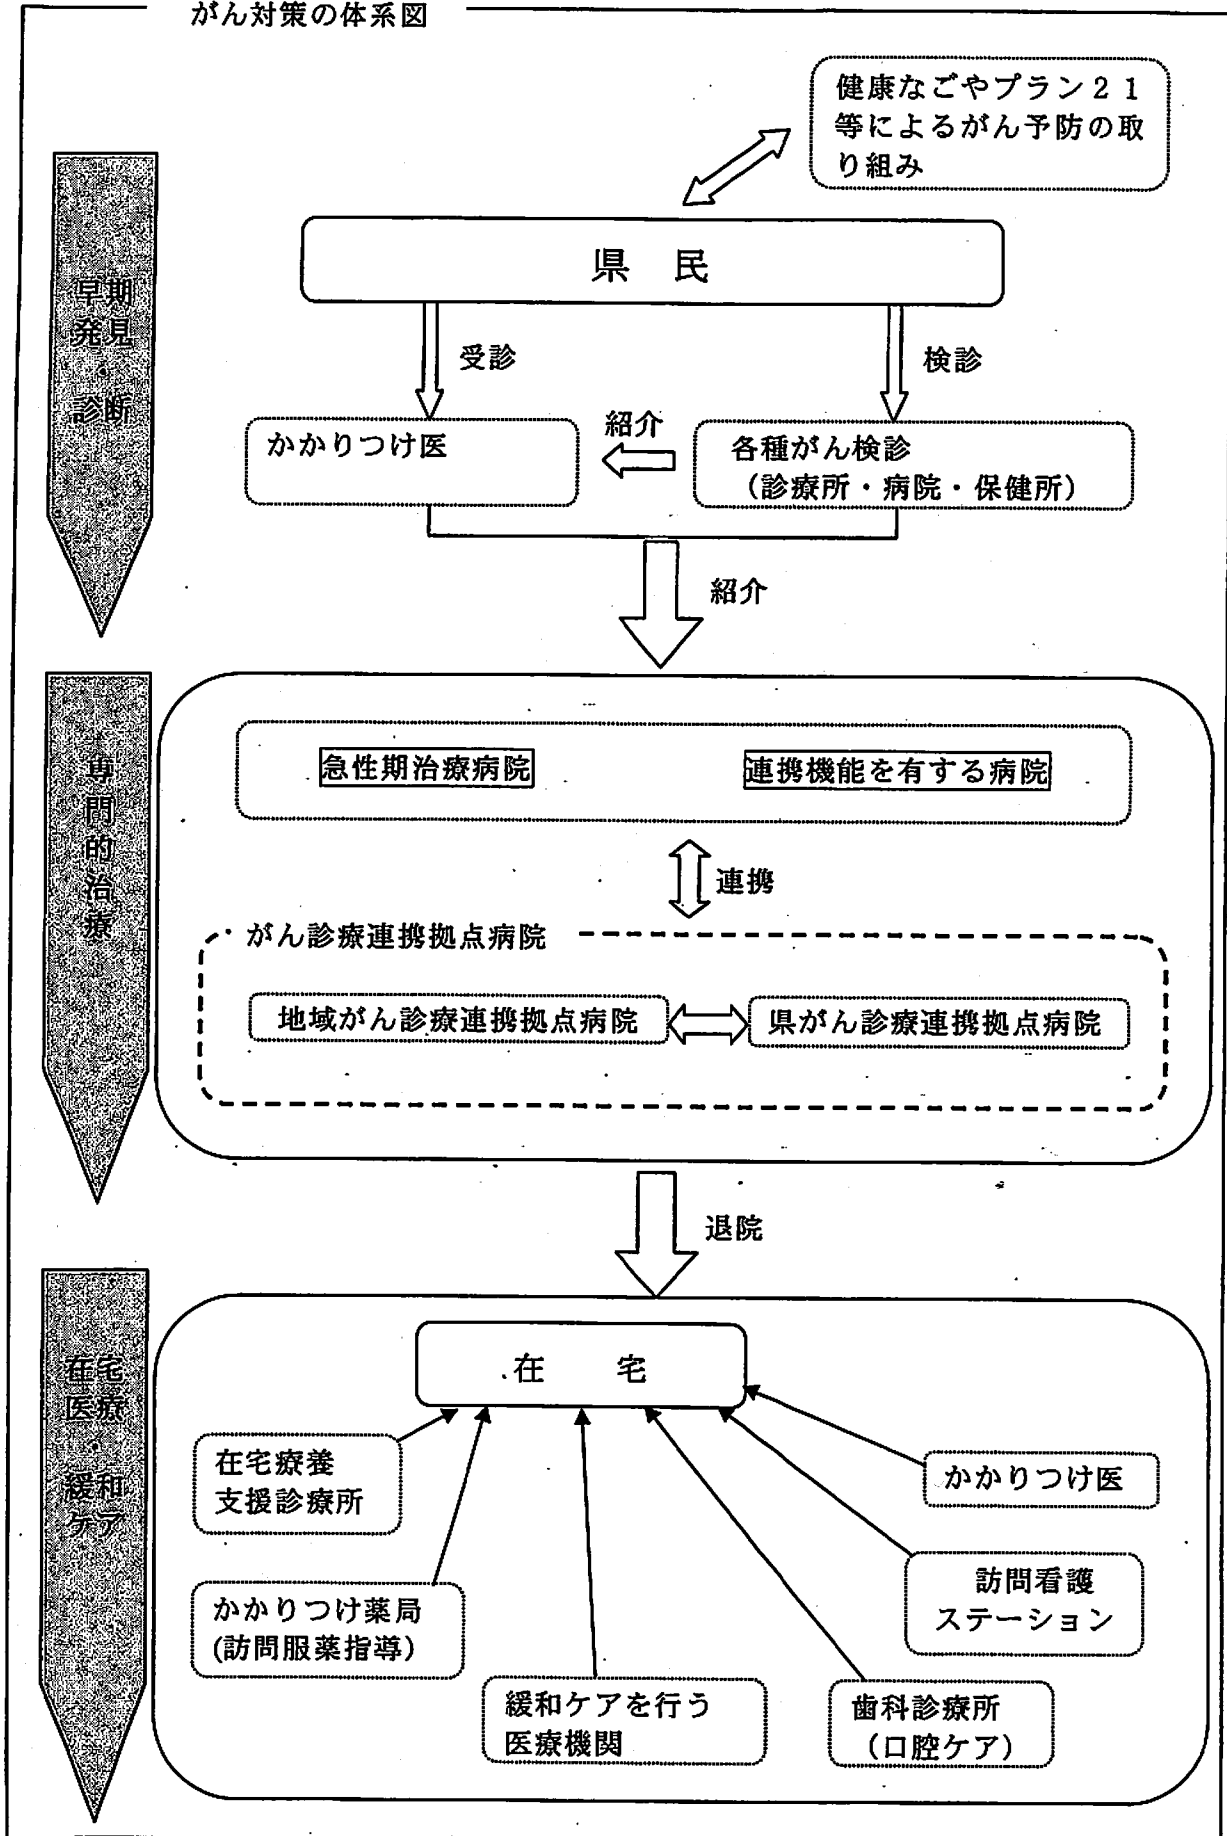 がん対策の体系図
健康なごやプラン２１
等によるがん予防の取
り組み
県　民
早期
発見
・
診断
受診
検診
かかりつけ医
紹介
各種がん検診
（診療所・病院・保健所）
紹介
専門的治療
急性期治療病院
連携機能を有する病院
連携
がん診療連携拠点病院
地域がん診療連携拠点病院
県がん診療連携拠点病院
退院
在宅
医療
・
緩和
ケア
在　宅
在宅療養
支援診療所
かかりつけ医
かかりつけ薬局
(訪問服薬指導）
訪問看護
ステーション
緩和ケアを行う
医療機関
歯科診療所
（口腔ケア）